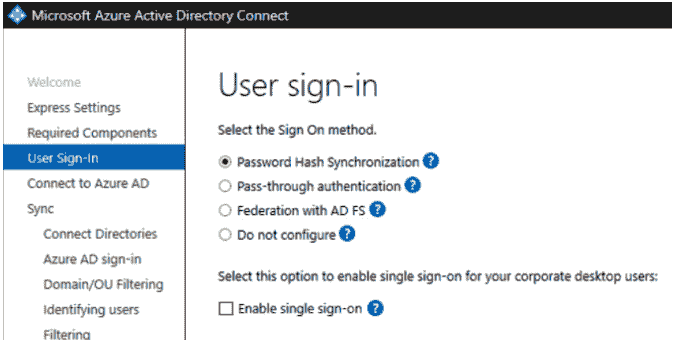 Microsoft Azure Active Directory Connect
Welcome
Express Settings
Required Components
User Sign-In
Connect to Azure AD
Sync
Connect Directories
Azure AD sign-in
Domain/OU Filtering
Identifying users
Filtering
User sign-in
Select the Sign On method.
Password Hash Synchronization ?
Pass-through authentication ?
Federation with AD FS ?
Do not configure ?
Select this option to enable single sign-on for your corporate desktop users:
Enable single sign-on ?